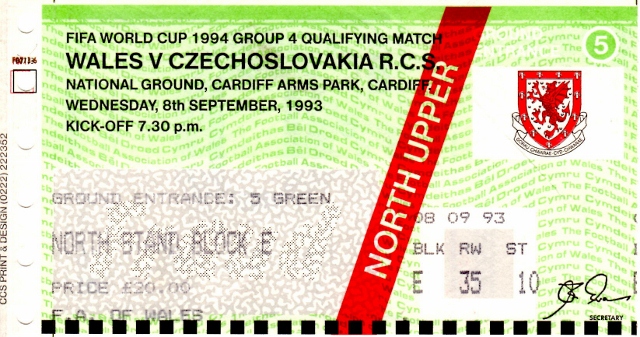 FIFA WORLD CUP 1994 GROUP 4 QUALIFYING MATCH
WALES V CZECHOSLOVAKIA R.C.S.
NATIONAL GROUND, CARDIFF ARMS PARK, CARDIFF.
WEDNESDAY, 8th SEPTEMBER, 1993
KICK-OFF 7.30 p.m.
5
NORTH UPPER
GROUND ENTRANCE: 5 GREEN
NORTH STAND BLOCK E
PRICE £20.00
F.A. OF WALES
08 09 93
BLK RW ST
E 35 10
SECRETARY
CCS PRINT & DESIGN (0222) 222352